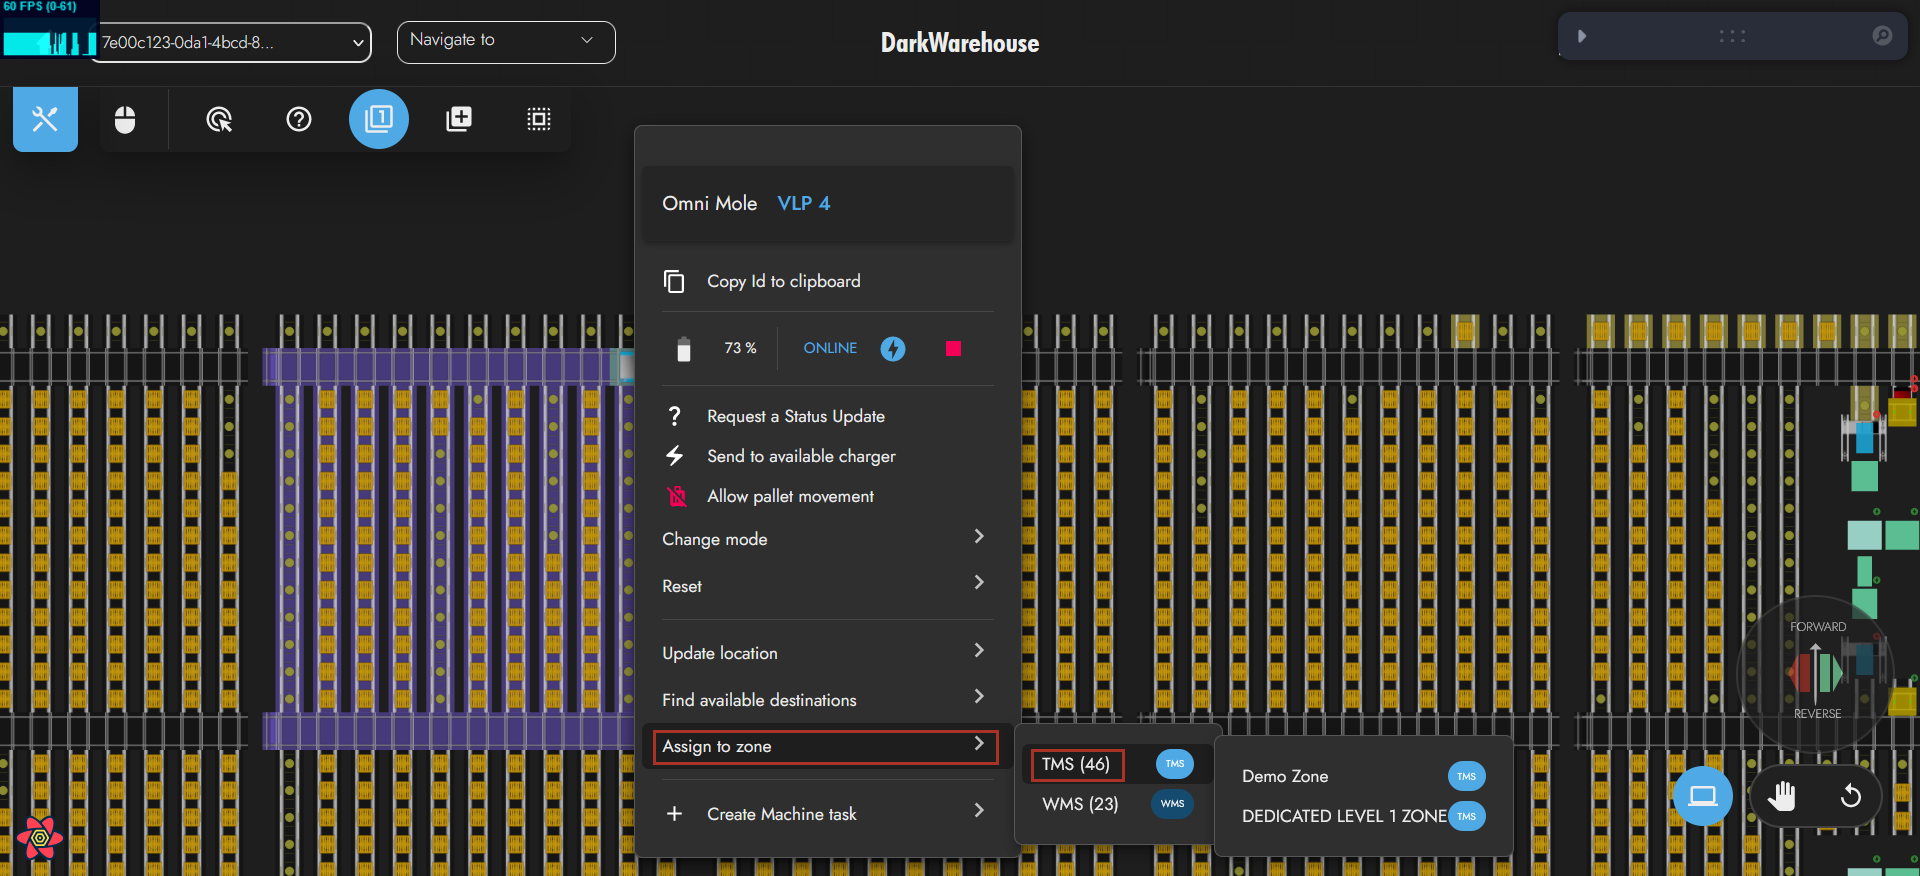 60 FPS (0-61)
7e00c123-0da1-4bcd-8...
Navigate to
DarkWarehouse
1
Omni Mole VLP 4
Copy Id to clipboard
73 % ONLINE
Request a Status Update
Send to available charger
Allow pallet movement
Change mode
Reset
Update location
Find available destinations
Assign to zone
Create Machine task
TMS (46) TMS
WMS (23) WMS
Demo Zone TMS
DEDICATED LEVEL 1 ZONE TMS
FORWARD
REVERSE